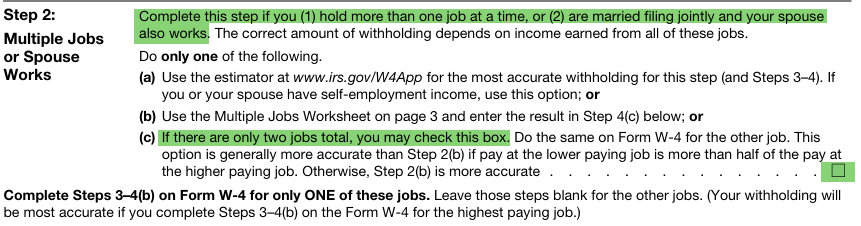 Step 2:
Multiple Jobs
or Spouse
Works
Complete this step if you (1) hold more than one job at a time, or (2) are married filing jointly and your spouse
also works. The correct amount of withholding depends on income earned from all of these jobs.
Do only one of the following.
(a) Use the estimator at www.irs.gov/W4App for the most accurate withholding for this step (and Steps 3–4). If
you or your spouse have self-employment income, use this option; or
(b) Use the Multiple Jobs Worksheet on page 3 and enter the result in Step 4(c) below; or
(c) If there are only two jobs total, you may check this box. Do the same on Form W-4 for the other job. This
option is generally more accurate than Step 2(b) if pay at the lower paying job is more than half of the pay at
the higher paying job. Otherwise, Step 2(b) is more accurate . . . . . . . . . . . . . . . .
Complete Steps 3–4(b) on Form W-4 for only ONE of these jobs. Leave those steps blank for the other jobs. (Your withholding will
be most accurate if you complete Steps 3–4(b) on the Form W-4 for the highest paying job.)